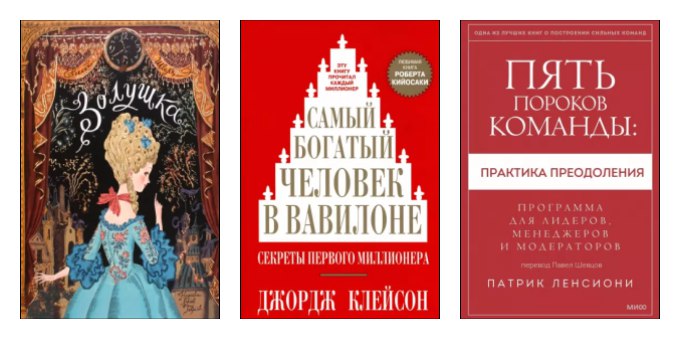 Золушка
ЭТУ
КНИГУ
ПРОЧИТАЛ
КАЖДЫЙ
МИЛЛИОНЕР
ЛЮБИМАЯ
КНИГА
РОБЕРТА
КИЙОСАКИ
САМЫЙ
БОГАТЫЙ
ЧЕЛОВЕК
В ВАВИЛОНЕ
СЕКРЕТЫ ПЕРВОГО МИЛЛИОНЕРА
ДЖОРДЖ КЛЕЙСОН
ОДНА ИЗ ЛУЧШИХ КНИГ О ПОСТРОЕНИИ СИЛЬНЫХ КОМАНД
ПЯТЬ
ПОРОКОВ
КОМАНДЫ:
ПРАКТИКА ПРЕОДОЛЕНИЯ
ПРОГРАММА
ДЛЯ ЛИДЕРОВ,
МЕНЕДЖЕРОВ
И МОДЕРАТОРОВ
перевод Павел Шевцов
ПАТРИК ЛЕНСИОНИ
МИФ